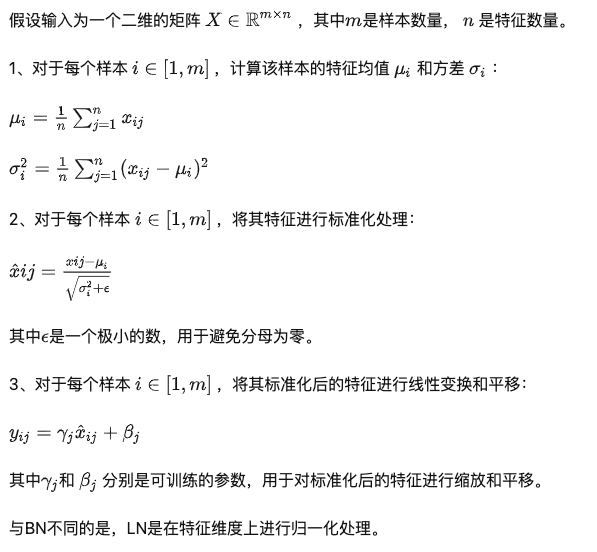 假设输入为一个二维的矩阵 $X \in \mathbb{R}^{m \times n}$ ，其中$m$是样本数量， $n$ 是特征数量。
1、对于每个样本 $i \in [1, m]$ ，计算该样本的特征均值 $\mu_i$ 和方差 $\sigma_i$ ：
$\mu_i = \frac{1}{n} \sum_{j=1}^{n} x_{ij}$
$\sigma_i^2 = \frac{1}{n} \sum_{j=1}^{n} (x_{ij} - \mu_i)^2$
2、对于每个样本 $i \in [1, m]$ ，将其特征进行标准化处理：
$\hat{x}ij = \frac{xij - \mu_i}{\sqrt{\sigma_i^2 + \epsilon}}$
其中$\epsilon$是一个极小的数，用于避免分母为零。
3、对于每个样本 $i \in [1, m]$ ，将其标准化后的特征进行线性变换和平移：
$y_{ij} = \gamma_j \hat{x}_{ij} + \beta_j$
其中$\gamma_j$和 $\beta_j$ 分别是可训练的参数，用于对标准化后的特征进行缩放和平移。
与BN不同的是，LN是在特征维度上进行归一化处理。